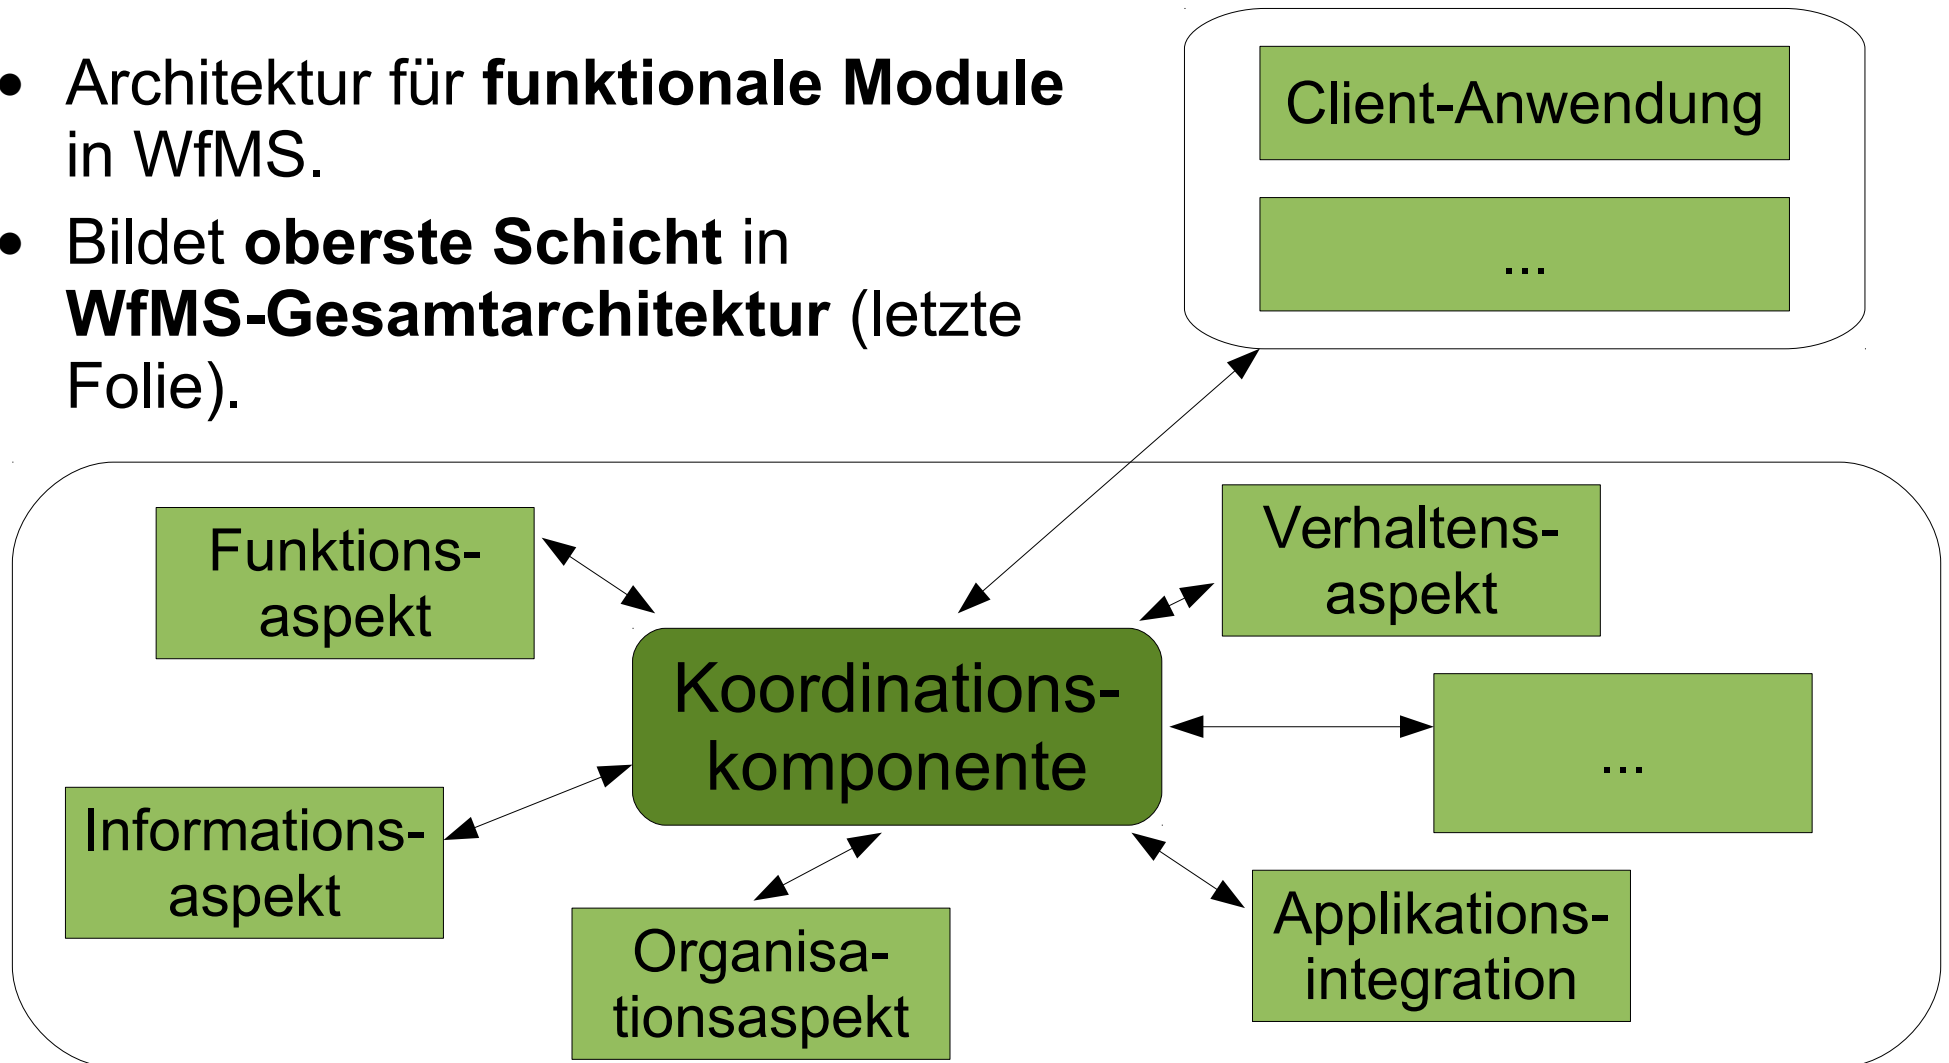 • Architektur für funktionale Module
in WfMS.
• Bildet oberste Schicht in
WfMS-Gesamtarchitektur (letzte
Folie).
Client-Anwendung
...
Funktions-
aspekt
Verhaltens-
aspekt
Koordinations-
komponente
...
Informations-
aspekt
Organisa-
tionsaspekt
Applikations-
integration